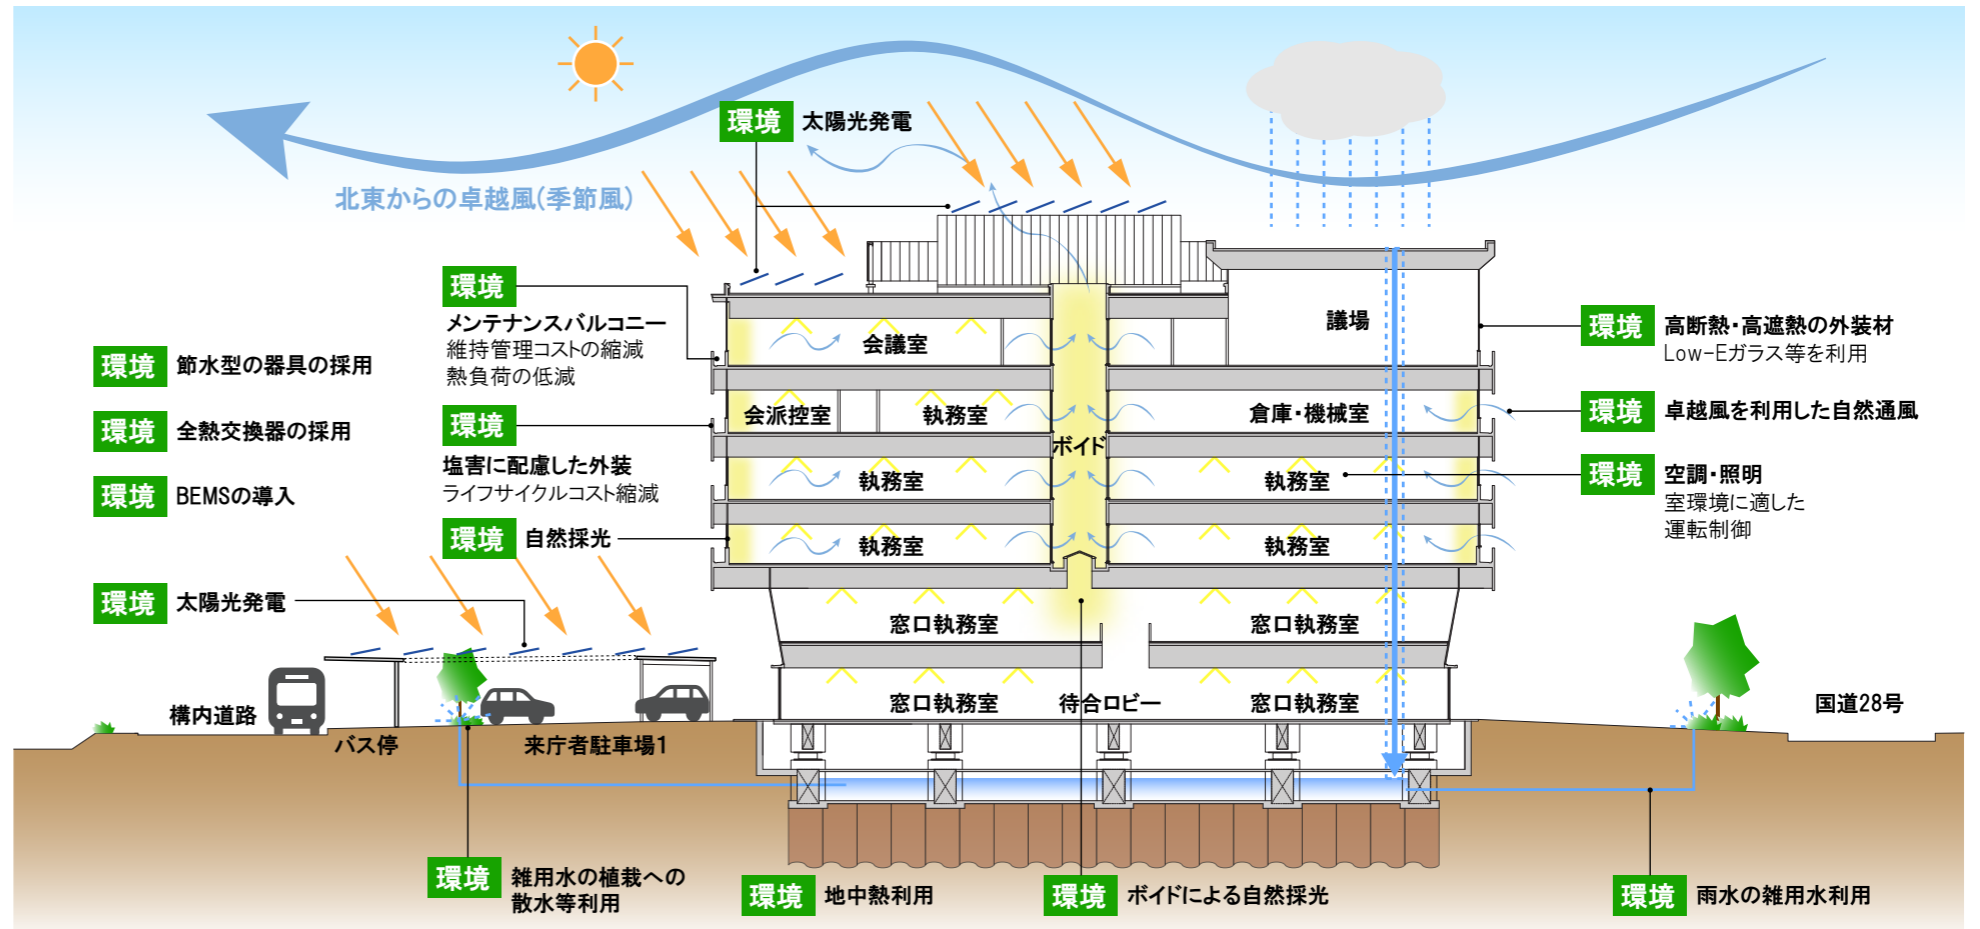 環境 太陽光発電
北東からの卓越風(季節風)
環境
メンテナンスバルコニー
維持管理コストの縮減
熱負荷の低減
環境 節水型の器具の採用
環境 全熱交換器の採用
環境 BEMSの導入
環境
塩害に配慮した外装
ライフサイクルコスト縮減
環境 自然採光
環境 太陽光発電
会議室
議場
会派控室
執務室
倉庫・機械室
ボイド
執務室
執務室
執務室
執務室
窓口執務室
窓口執務室
窓口執務室
待合ロビー
窓口執務室
環境 高断熱・高遮熱の外装材
Low-Eガラス等を利用
環境 卓越風を利用した自然通風
環境 空調・照明
室環境に適した
運転制御
構内道路
バス停
来庁者駐車場1
国道28号
環境 雑用水の植栽への
散水等利用
環境 地中熱利用
環境 ボイドによる自然採光
環境 雨水の雑用水利用